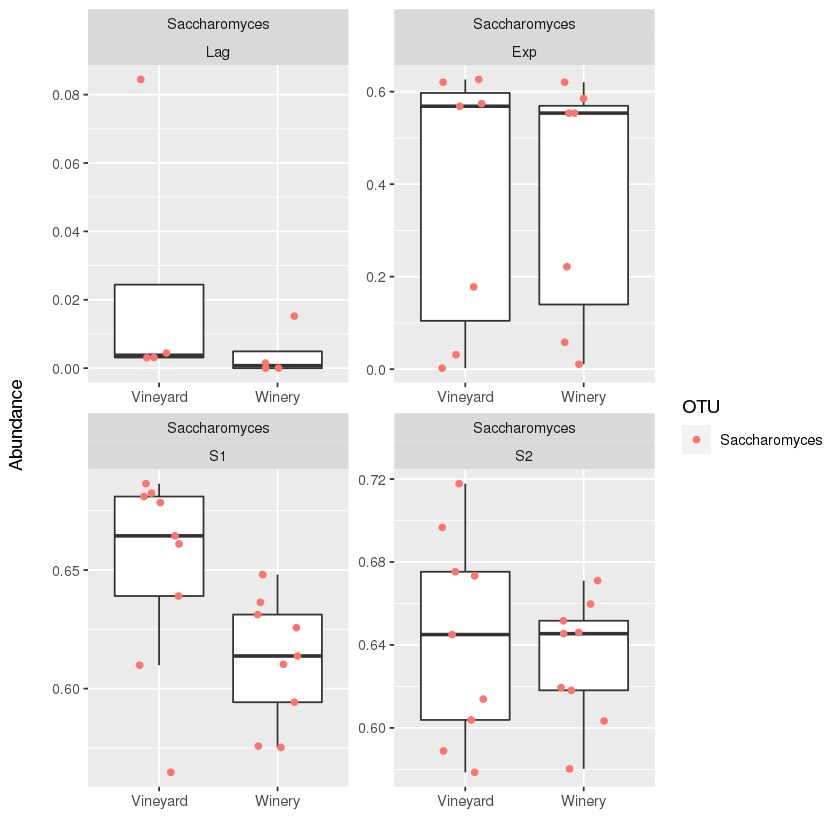 Saccharomyces
Lag
0.08
0.06
0.04
0.02
0.00
Vineyard Winery
Saccharomyces
Exp
0.6
0.4
0.2
0.0
Vineyard Winery
Abundance
Saccharomyces
S1
0.65
0.60
Vineyard Winery
Saccharomyces
S2
0.72
0.68
0.64
0.60
Vineyard Winery
OTU
Saccharomyces